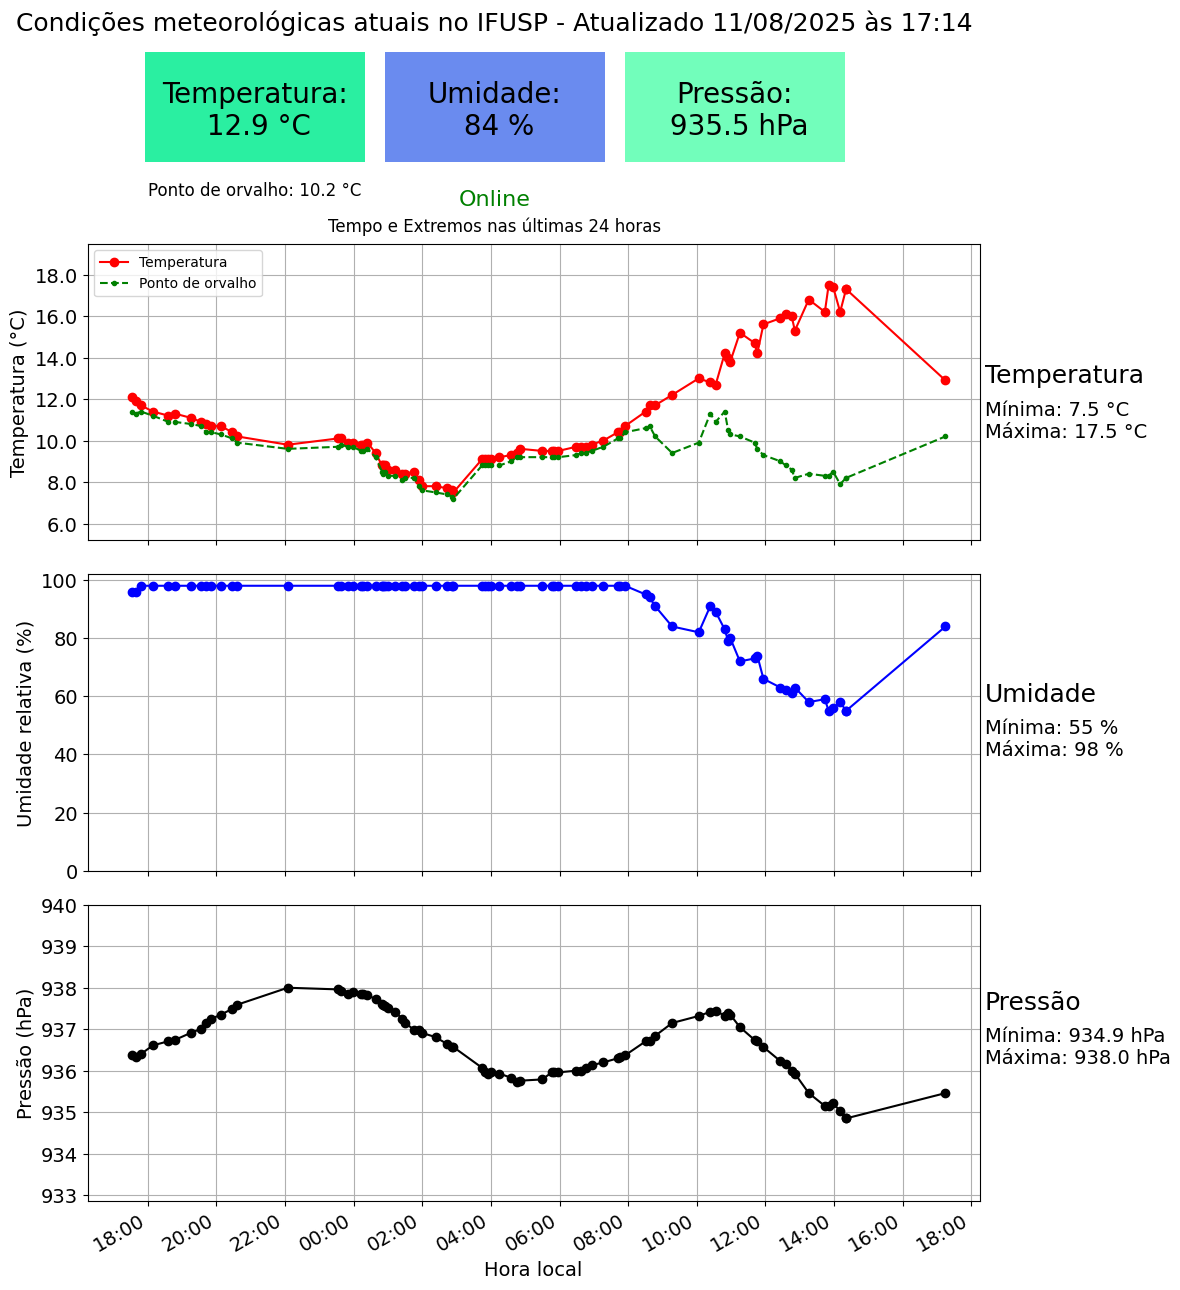 Condições meteorológicas atuais no IFUSP - Atualizado 11/08/2025 às 17:14
Temperatura:
12.9 °C
Umidade:
84 %
Pressão:
935.5 hPa
Ponto de orvalho: 10.2 °C
Online
Tempo e Extremos nas últimas 24 horas
Temperatura
Ponto de orvalho
Temperatura (°C)
18.0
16.0
14.0
12.0
10.0
8.0
6.0
Temperatura
Mínima: 7.5 °C
Máxima: 17.5 °C
Umidade relativa (%)
100
80
60
40
20
0
Umidade
Mínima: 55 %
Máxima: 98 %
Pressão (hPa)
940
939
938
937
936
935
934
933
Pressão
Mínima: 934.9 hPa
Máxima: 938.0 hPa
18:00
20:00
22:00
00:00
02:00
04:00
06:00
08:00
10:00
12:00
14:00
16:00
18:00
Hora local